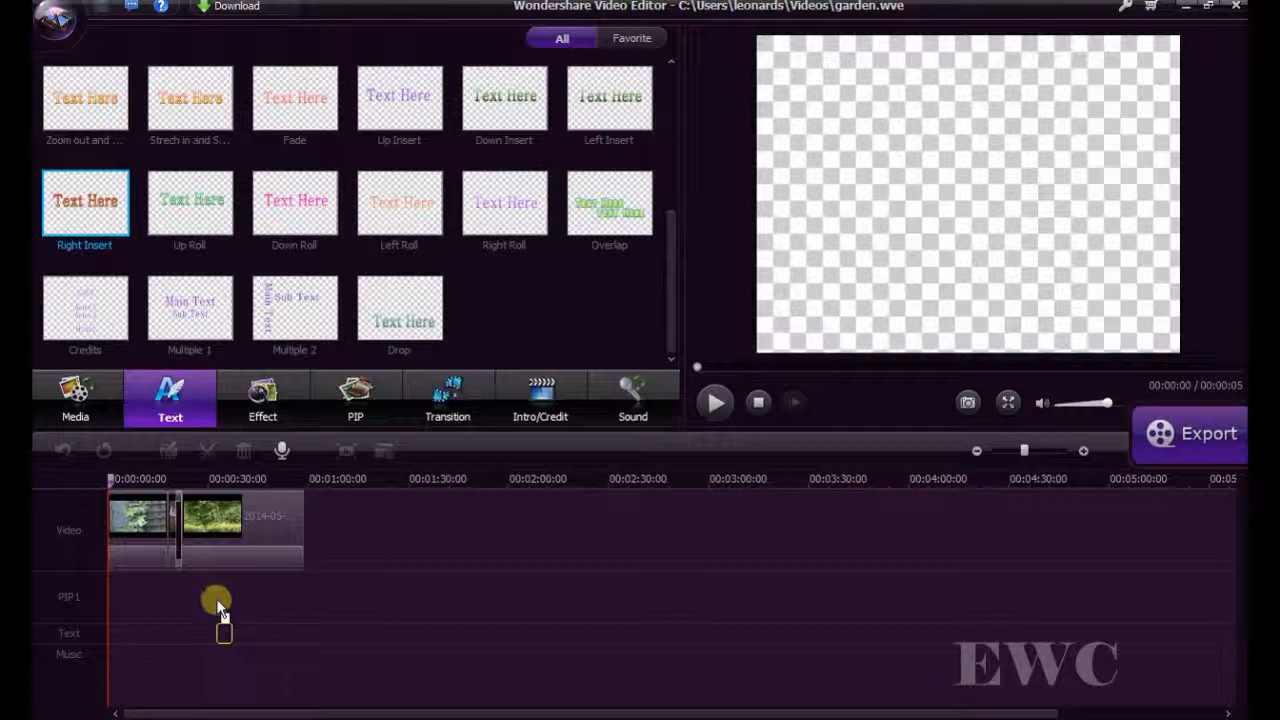 Download
Wondershare Video Editor - C:\Users\leonards\Videos\garden.wve
All
Favorite
Text Here
Text Here
Text Here
Text Here
Text Here
Text Here
Zoom out and ...
Strech in and S...
Fade
Up Insert
Down Insert
Left Insert
Text Here
Text Here
Text Here
Text Here
Text Here
Text Here
Text Here
Right Insert
Up Roll
Down Roll
Left Roll
Right Roll
Overlap
Main Text
Sub Text
Main Text
Sub Text
Text Here
Credits
Multiple 1
Multiple 2
Drop
Media
Text
Effect
PIP
Transition
Intro/Credit
Sound
00:00:00 / 00:00:05
Export
0:00:00:00
00:00:30:00
00:01:00:00
00:01:30:00
00:02:00:00
00:02:30:00
00:03:00:00
00:03:30:00
00:04:00:00
00:04:30:00
00:05:00:00
00:05
Video
2014-05-...
PIP1
Text
Music
EWC